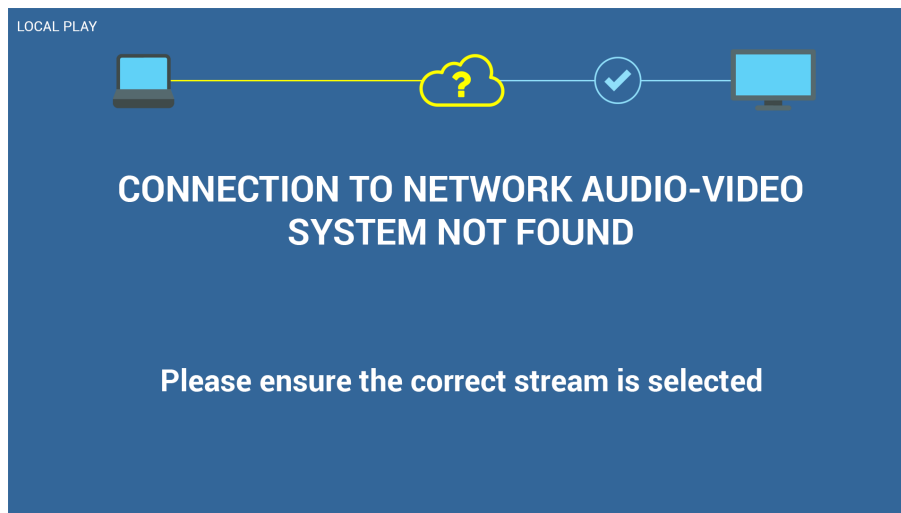 LOCAL PLAY
?
CONNECTION TO NETWORK AUDIO-VIDEO
SYSTEM NOT FOUND
Please ensure the correct stream is selected